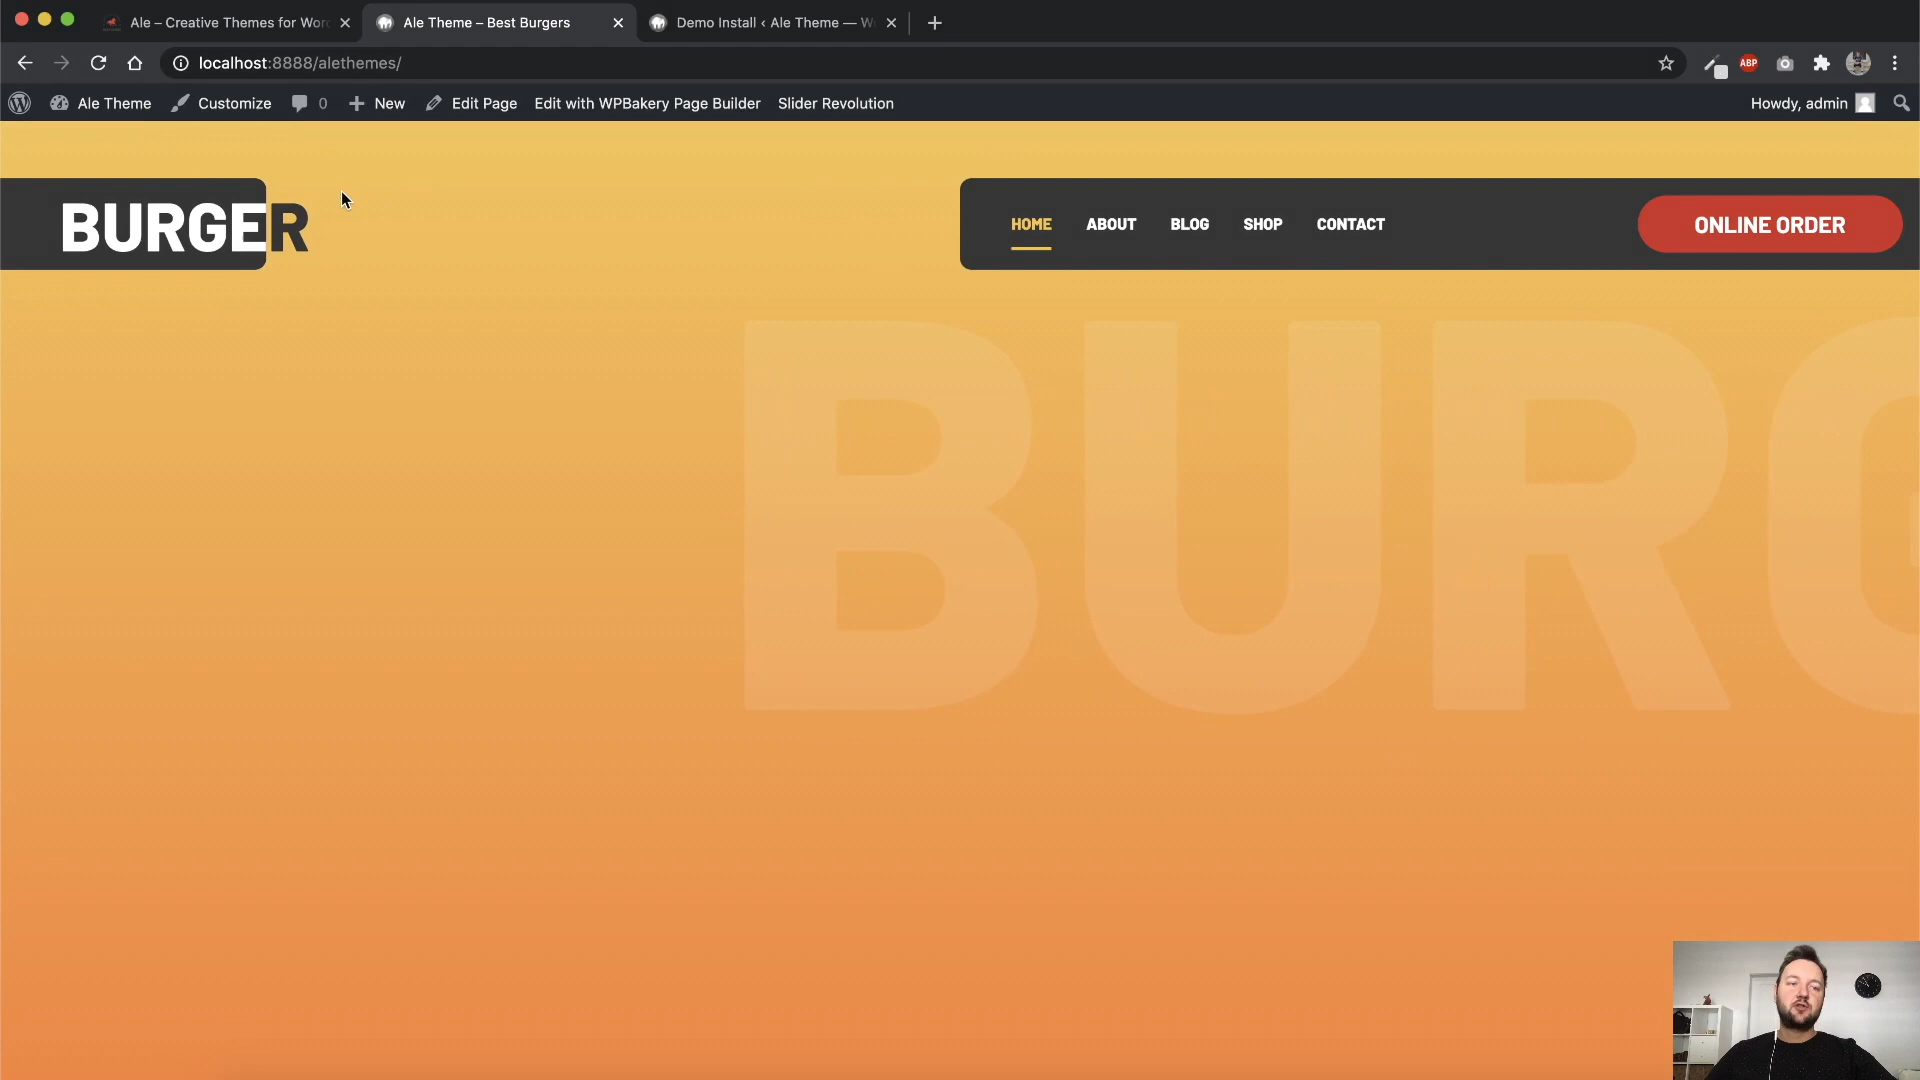 Ale – Creative Themes for Wor
Ale Theme – Best Burgers
Demo Install ‹ Ale Theme — W
localhost:8888/alethemes/
ABP
Ale Theme
Customize
0
New
Edit Page
Edit with WPBakery Page Builder
Slider Revolution
Howdy, admin
BURGER
HOME
ABOUT
BLOG
SHOP
CONTACT
ONLINE ORDER
BURG